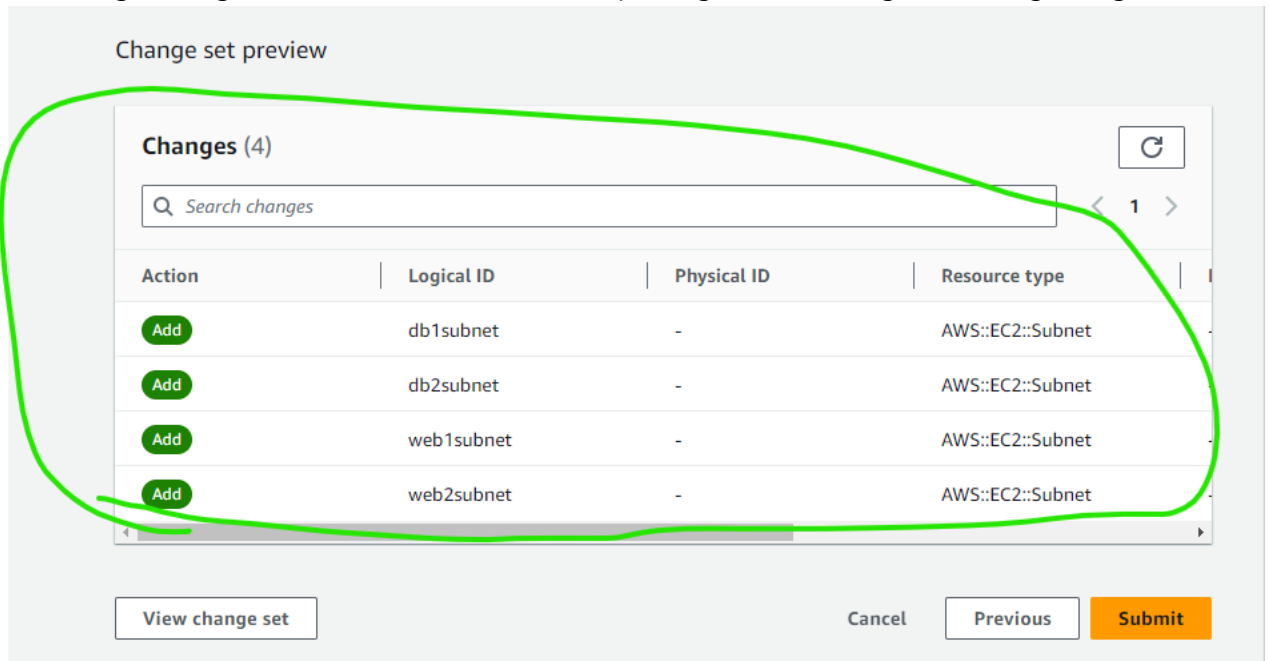 Change set preview
Changes (4)
Search changes
1
Action Logical ID Physical ID Resource type
Add db1subnet - AWS::EC2::Subnet -
Add db2subnet - AWS::EC2::Subnet -
Add web1subnet - AWS::EC2::Subnet -
Add web2subnet - AWS::EC2::Subnet -
View change set Cancel Previous Submit